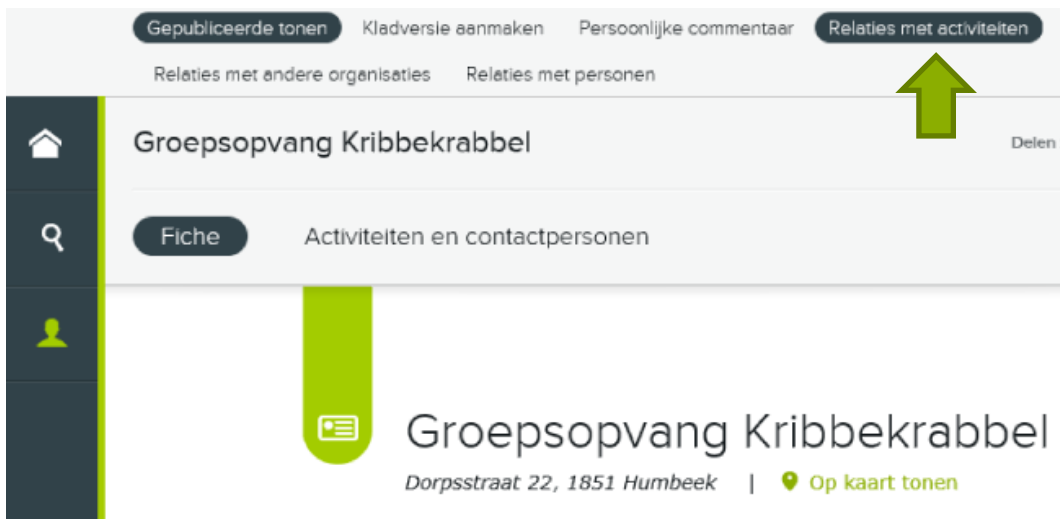 Gepubliceerde tonen Kladversie aanmaken Persoonlijke commentaar Relaties met activiteiten
Relaties met andere organisaties Relaties met personen
Groepsopvang Kribbekrabbel Delen
Fiche Activiteiten en contactpersonen
Groepsopvang Kribbekrabbel
Dorpsstraat 22, 1851 Humbeek | Op kaart tonen